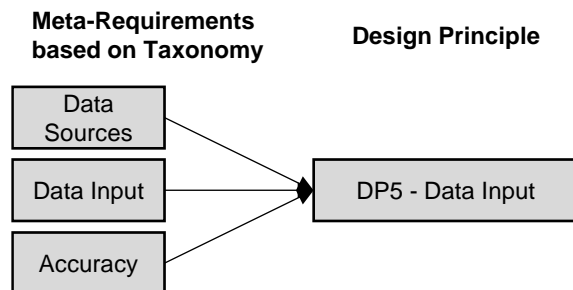 Meta-Requirements
based on Taxonomy
Design Principle
Data
Sources
Data Input
DP5 - Data Input
Accuracy